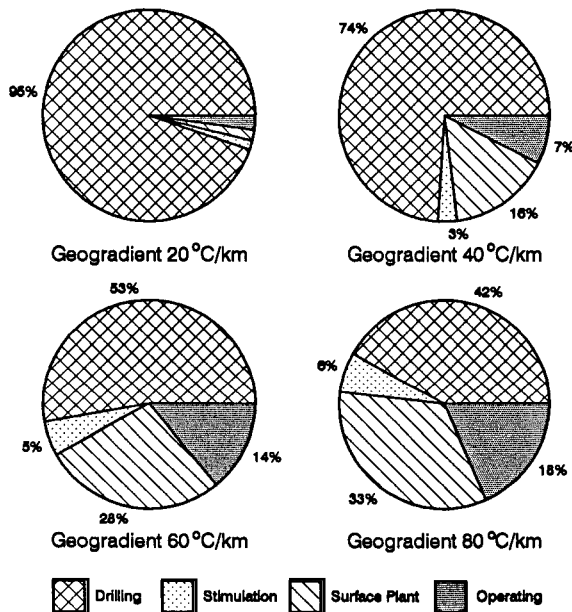 95%
74%
7%
16%
3%
Geogradient 20 °C/km
Geogradient 40 °C/km
53%
42%
6%
5%
14%
18%
28%
33%
Geogradient 60 °C/km
Geogradient 80 °C/km
Drilling
Stimulation
Surface Plant
Operating